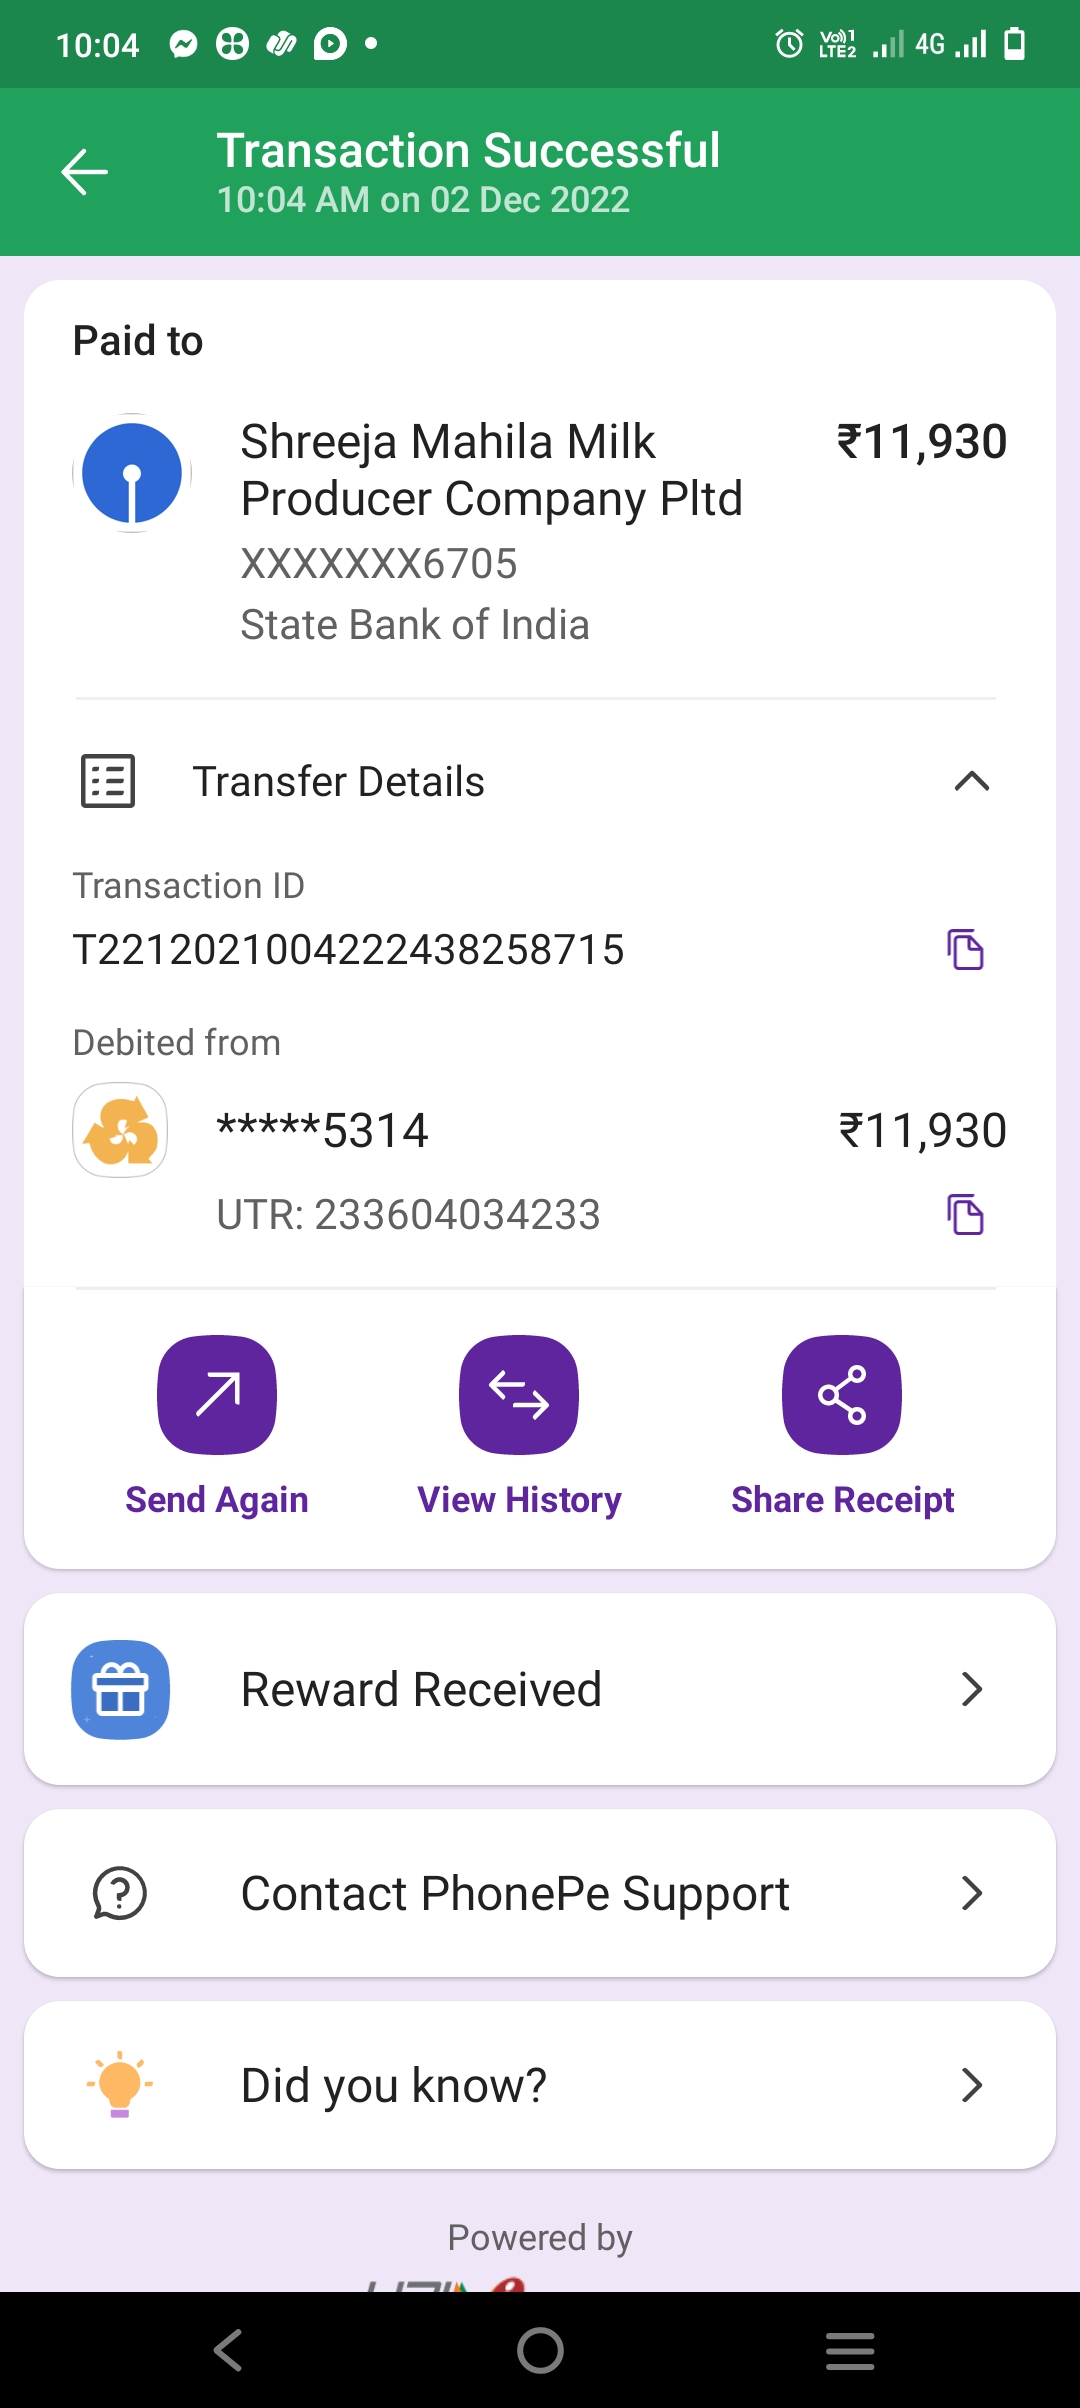 10:04
Vo))1
LTE2
4G
Transaction Successful
10:04 AM on 02 Dec 2022
Paid to
Shreeja Mahila Milk
₹11,930
Producer Company Pltd
XXXXXXX6705
State Bank of India
Transfer Details
Transaction ID
T2212021004222438258715
Debited from
*****5314
₹11,930
UTR: 233604034233
Send Again
View History
Share Receipt
Reward Received
Contact PhonePe Support
Did you know?
Powered by